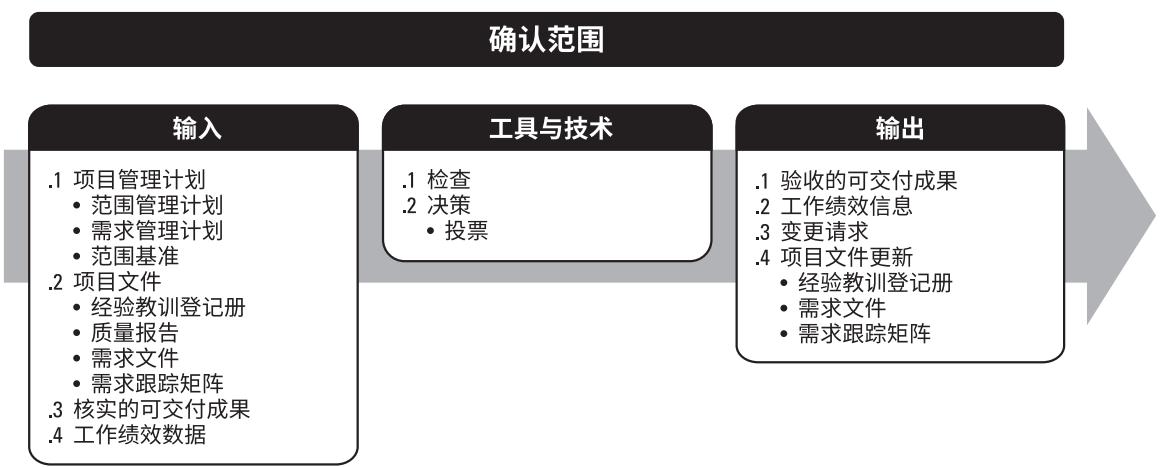 确认范围
输入
.1 项目管理计划
• 范围管理计划
• 需求管理计划
• 范围基准
.2 项目文件
• 经验教训登记册
• 质量报告
• 需求文件
• 需求跟踪矩阵
.3 核实的可交付成果
.4 工作绩效数据
工具与技术
.1 检查
.2 决策
• 投票
输出
.1 验收的可交付成果
.2 工作绩效信息
.3 变更请求
.4 项目文件更新
• 经验教训登记册
• 需求文件
• 需求跟踪矩阵